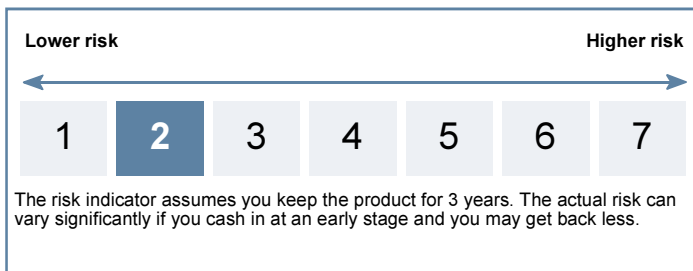 Lower risk Higher risk
1 2 3 4 5 6 7
The risk indicator assumes you keep the product for 3 years. The actual risk can
vary significantly if you cash in at an early stage and you may get back less.